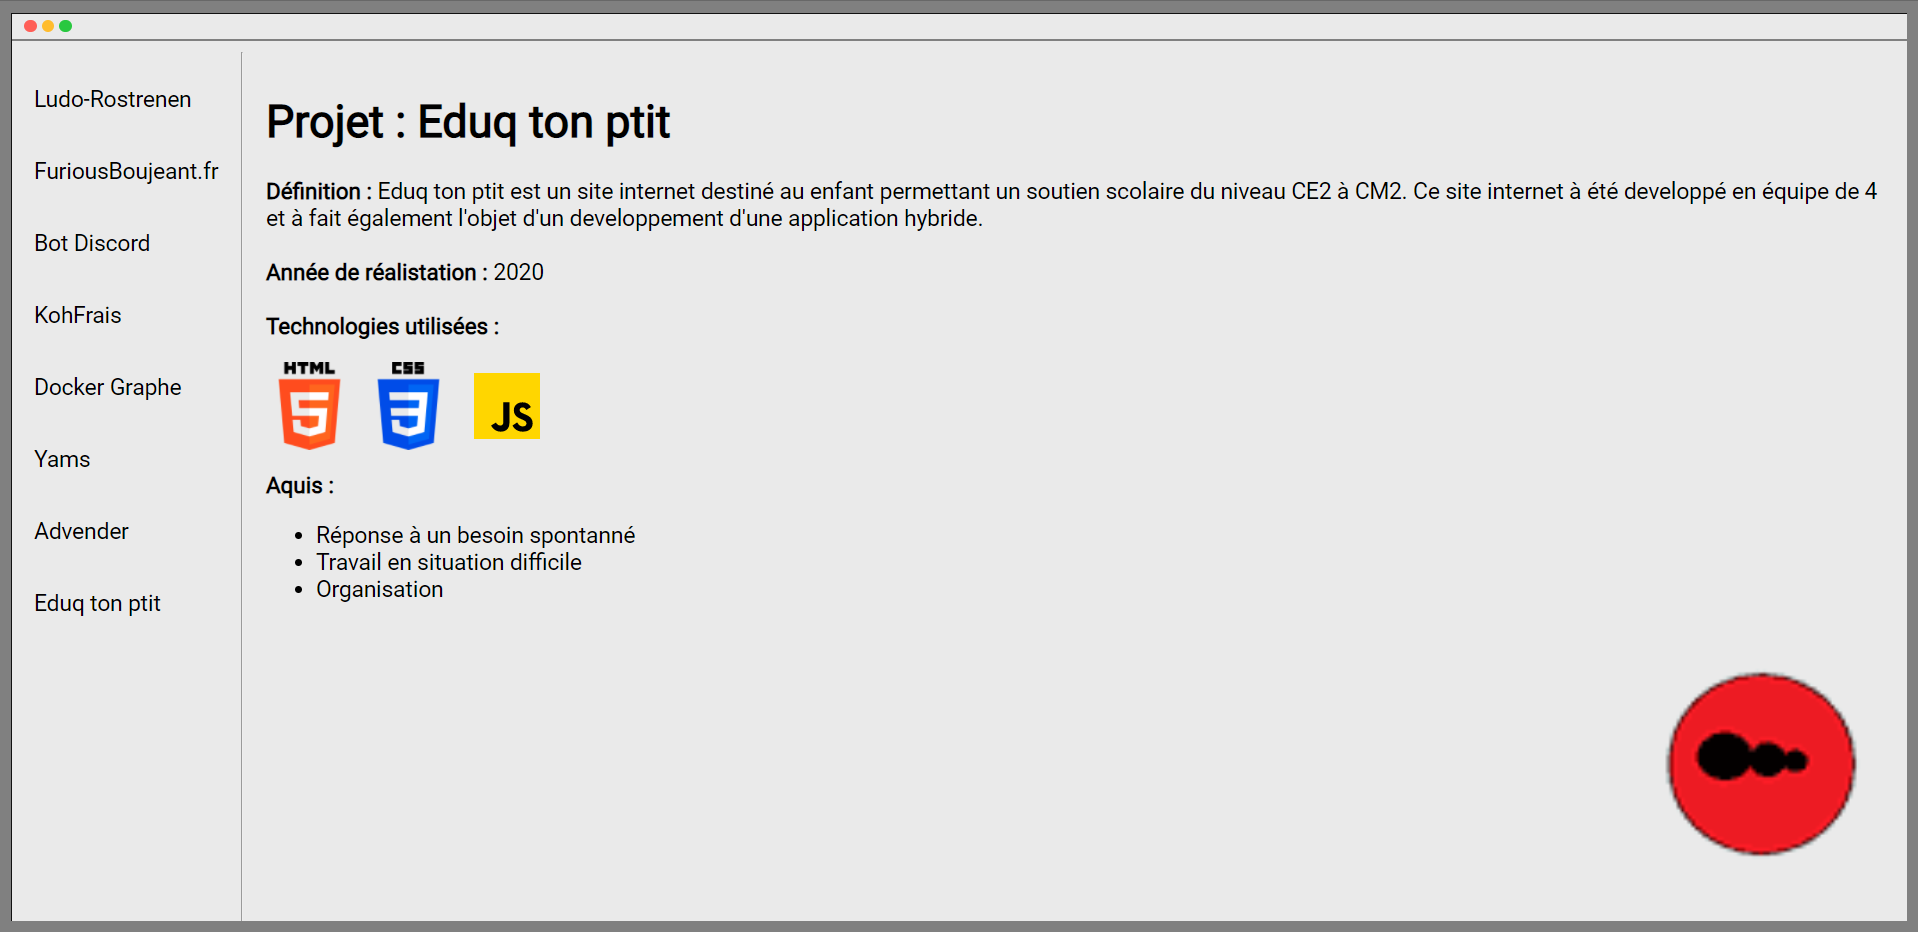 Ludo-Rostrenen
FuriousBoujeant.fr
Bot Discord
KohFrais
Docker Graphe
Yams
Advender
Eduq ton ptit
Projet : Eduq ton ptit
Définition : Eduq ton ptit est un site internet destiné au enfant permettant un soutien scolaire du niveau CE2 à CM2. Ce site internet à été developpé en équipe de 4
et à fait également l'objet d'un developpement d'une application hybride.
Année de réalistation : 2020
Technologies utilisées :
HTML CSS
5 3 JS
Aquis :
• Réponse à un besoin spontanné
• Travail en situation difficile
• Organisation